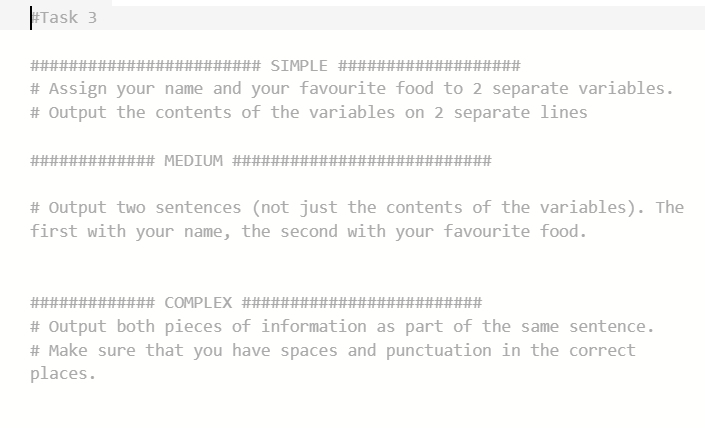 #Task 3
######################## SIMPLE ###################
# Assign your name and your favourite food to 2 separate variables.
# Output the contents of the variables on 2 separate lines
############# MEDIUM ###########################
# Output two sentences (not just the contents of the variables). The
first with your name, the second with your favourite food.
############# COMPLEX #########################
# Output both pieces of information as part of the same sentence.
# Make sure that you have spaces and punctuation in the correct
places.